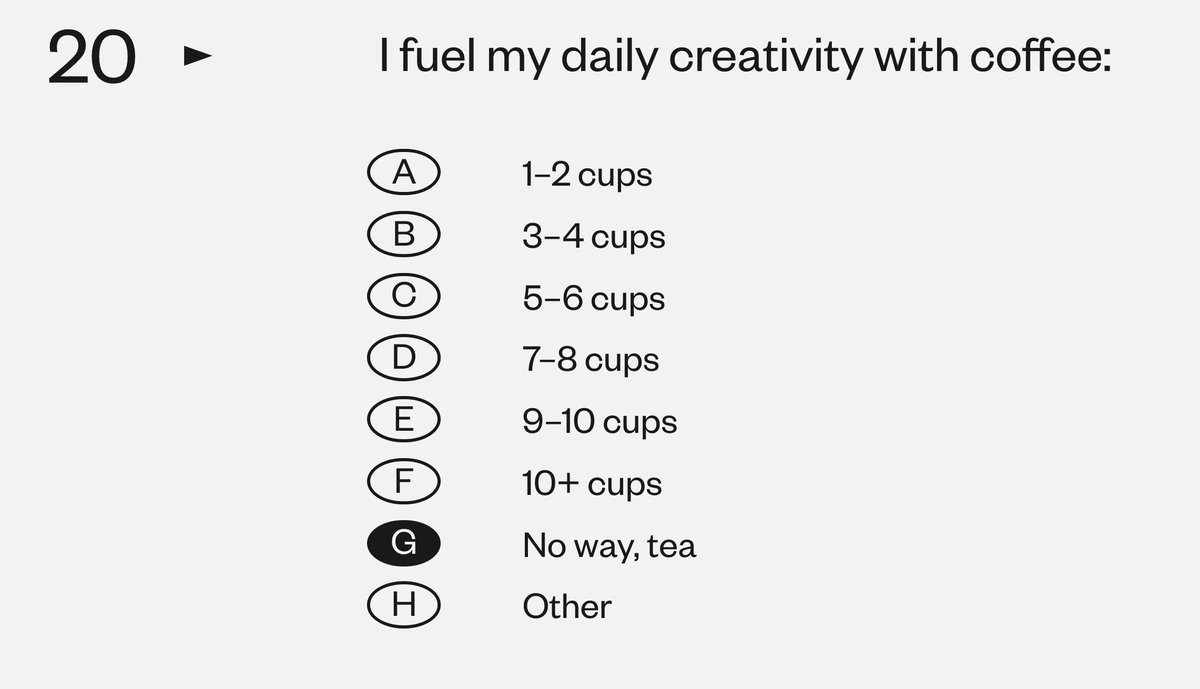 20 ► I fuel my daily creativity with coffee:
A 1–2 cups
B 3–4 cups
C 5–6 cups
D 7–8 cups
E 9–10 cups
F 10+ cups
G No way, tea
H Other